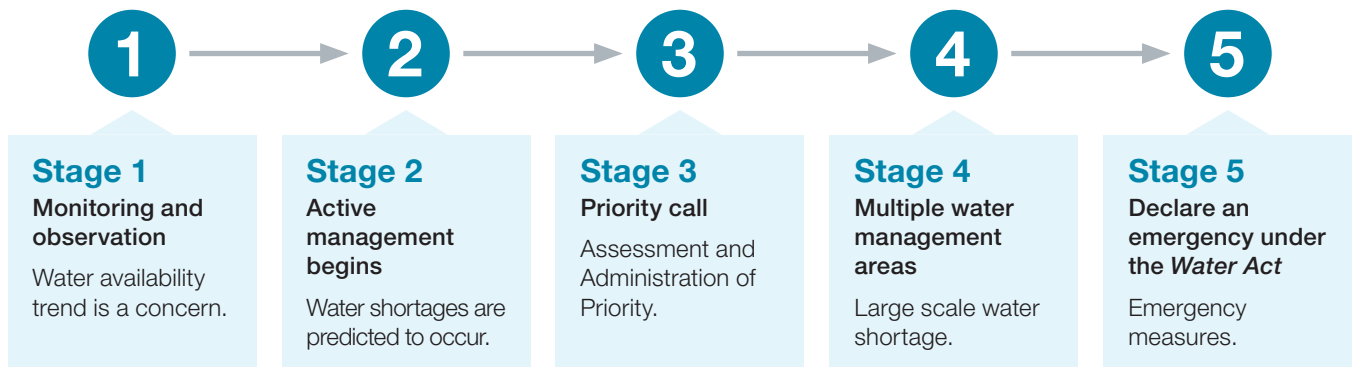 1
2
3
4
5
Stage 1
Monitoring and
observation
Water availability
trend is a concern.
Stage 2
Active
management
begins
Water shortages are
predicted to occur.
Stage 3
Priority call
Assessment and
Administration of
Priority.
Stage 4
Multiple water
management
areas
Large scale water
shortage.
Stage 5
Declare an
emergency under
the Water Act
Emergency
measures.